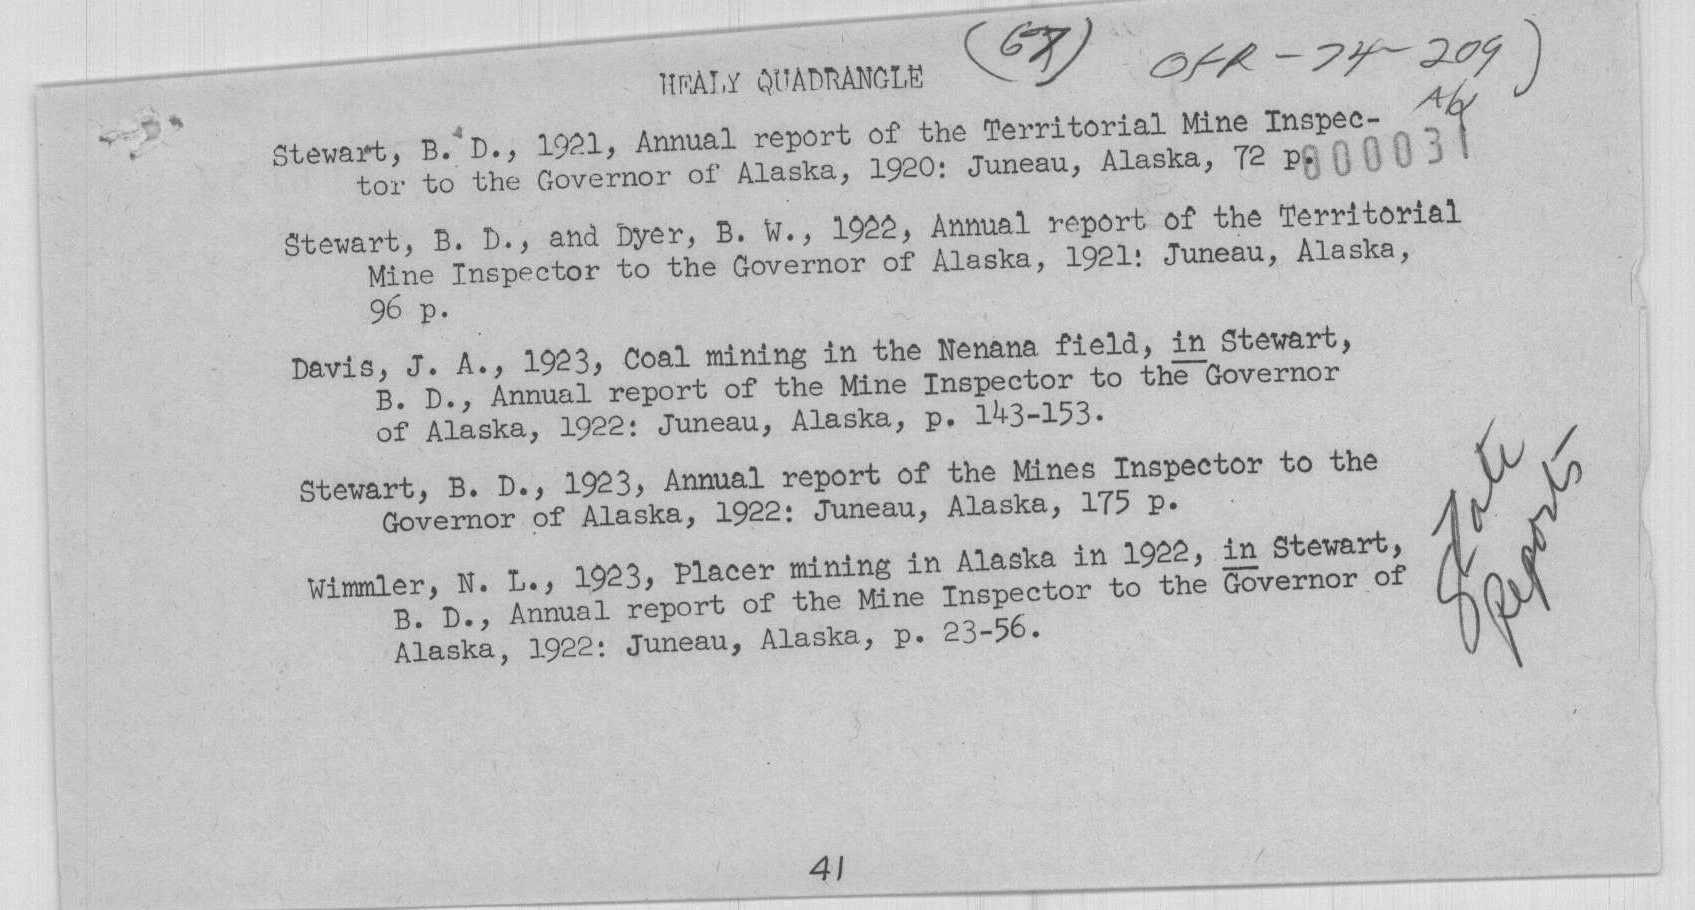 HEALY QUADRANGLE
(67) OFR-74-209)
Stewart, B. D., 1921, Annual report of the Territorial Mine Inspec-
tor to the Governor of Alaska, 1920: Juneau, Alaska, 72 p.
000031
Stewart, B. D., and Dyer, B. W., 1922, Annual report of the Territorial
Mine Inspector to the Governor of Alaska, 1921: Juneau, Alaska,
96 p.
Davis, J. A., 1923, Coal mining in the Nenana field, in Stewart,
B. D., Annual report of the Mine Inspector to the Governor
of Alaska, 1922: Juneau, Alaska, p. 143-153.
Stewart, B. D., 1923, Annual report of the Mines Inspector to the
Governor of Alaska, 1922: Juneau, Alaska, 175 p.
Wimmler, N. L., 1923, Placer mining in Alaska in 1922, in Stewart,
B. D., Annual report of the Mine Inspector to the Governor of
Alaska, 1922: Juneau, Alaska, p. 23-56.
State
Reports
41